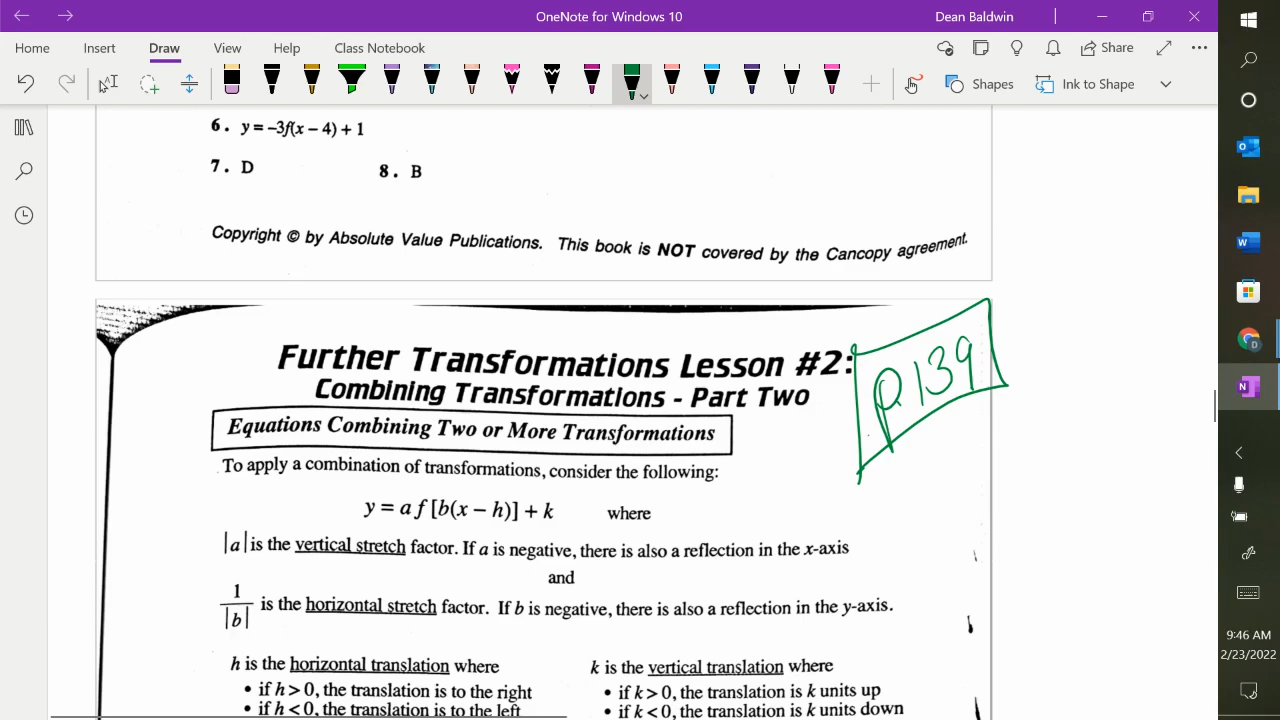 OneNote for Windows 10
Dean Baldwin
Home Insert Draw View Help Class Notebook
Share
Shapes
Ink to Shape
6. y = –3f(x – 4) + 1
7. D 8. B
Copyright © by Absolute Value Publications. This book is NOT covered by the Cancopy agreement.
Further Transformations Lesson #2:
Combining Transformations - Part Two
P 139
Equations Combining Two or More Transformations
To apply a combination of transformations, consider the following:
y = a f [b(x – h)] + k where
|a| is the vertical stretch factor. If a is negative, there is also a reflection in the x-axis
and
1/|b| is the horizontal stretch factor. If b is negative, there is also a reflection in the y-axis.
h is the horizontal translation where
• if h > 0, the translation is to the right
• if h < 0, the translation is to the left
k is the vertical translation where
• if k > 0, the translation is k units up
• if k < 0, the translation is k units down
9:46 AM
2/23/2022